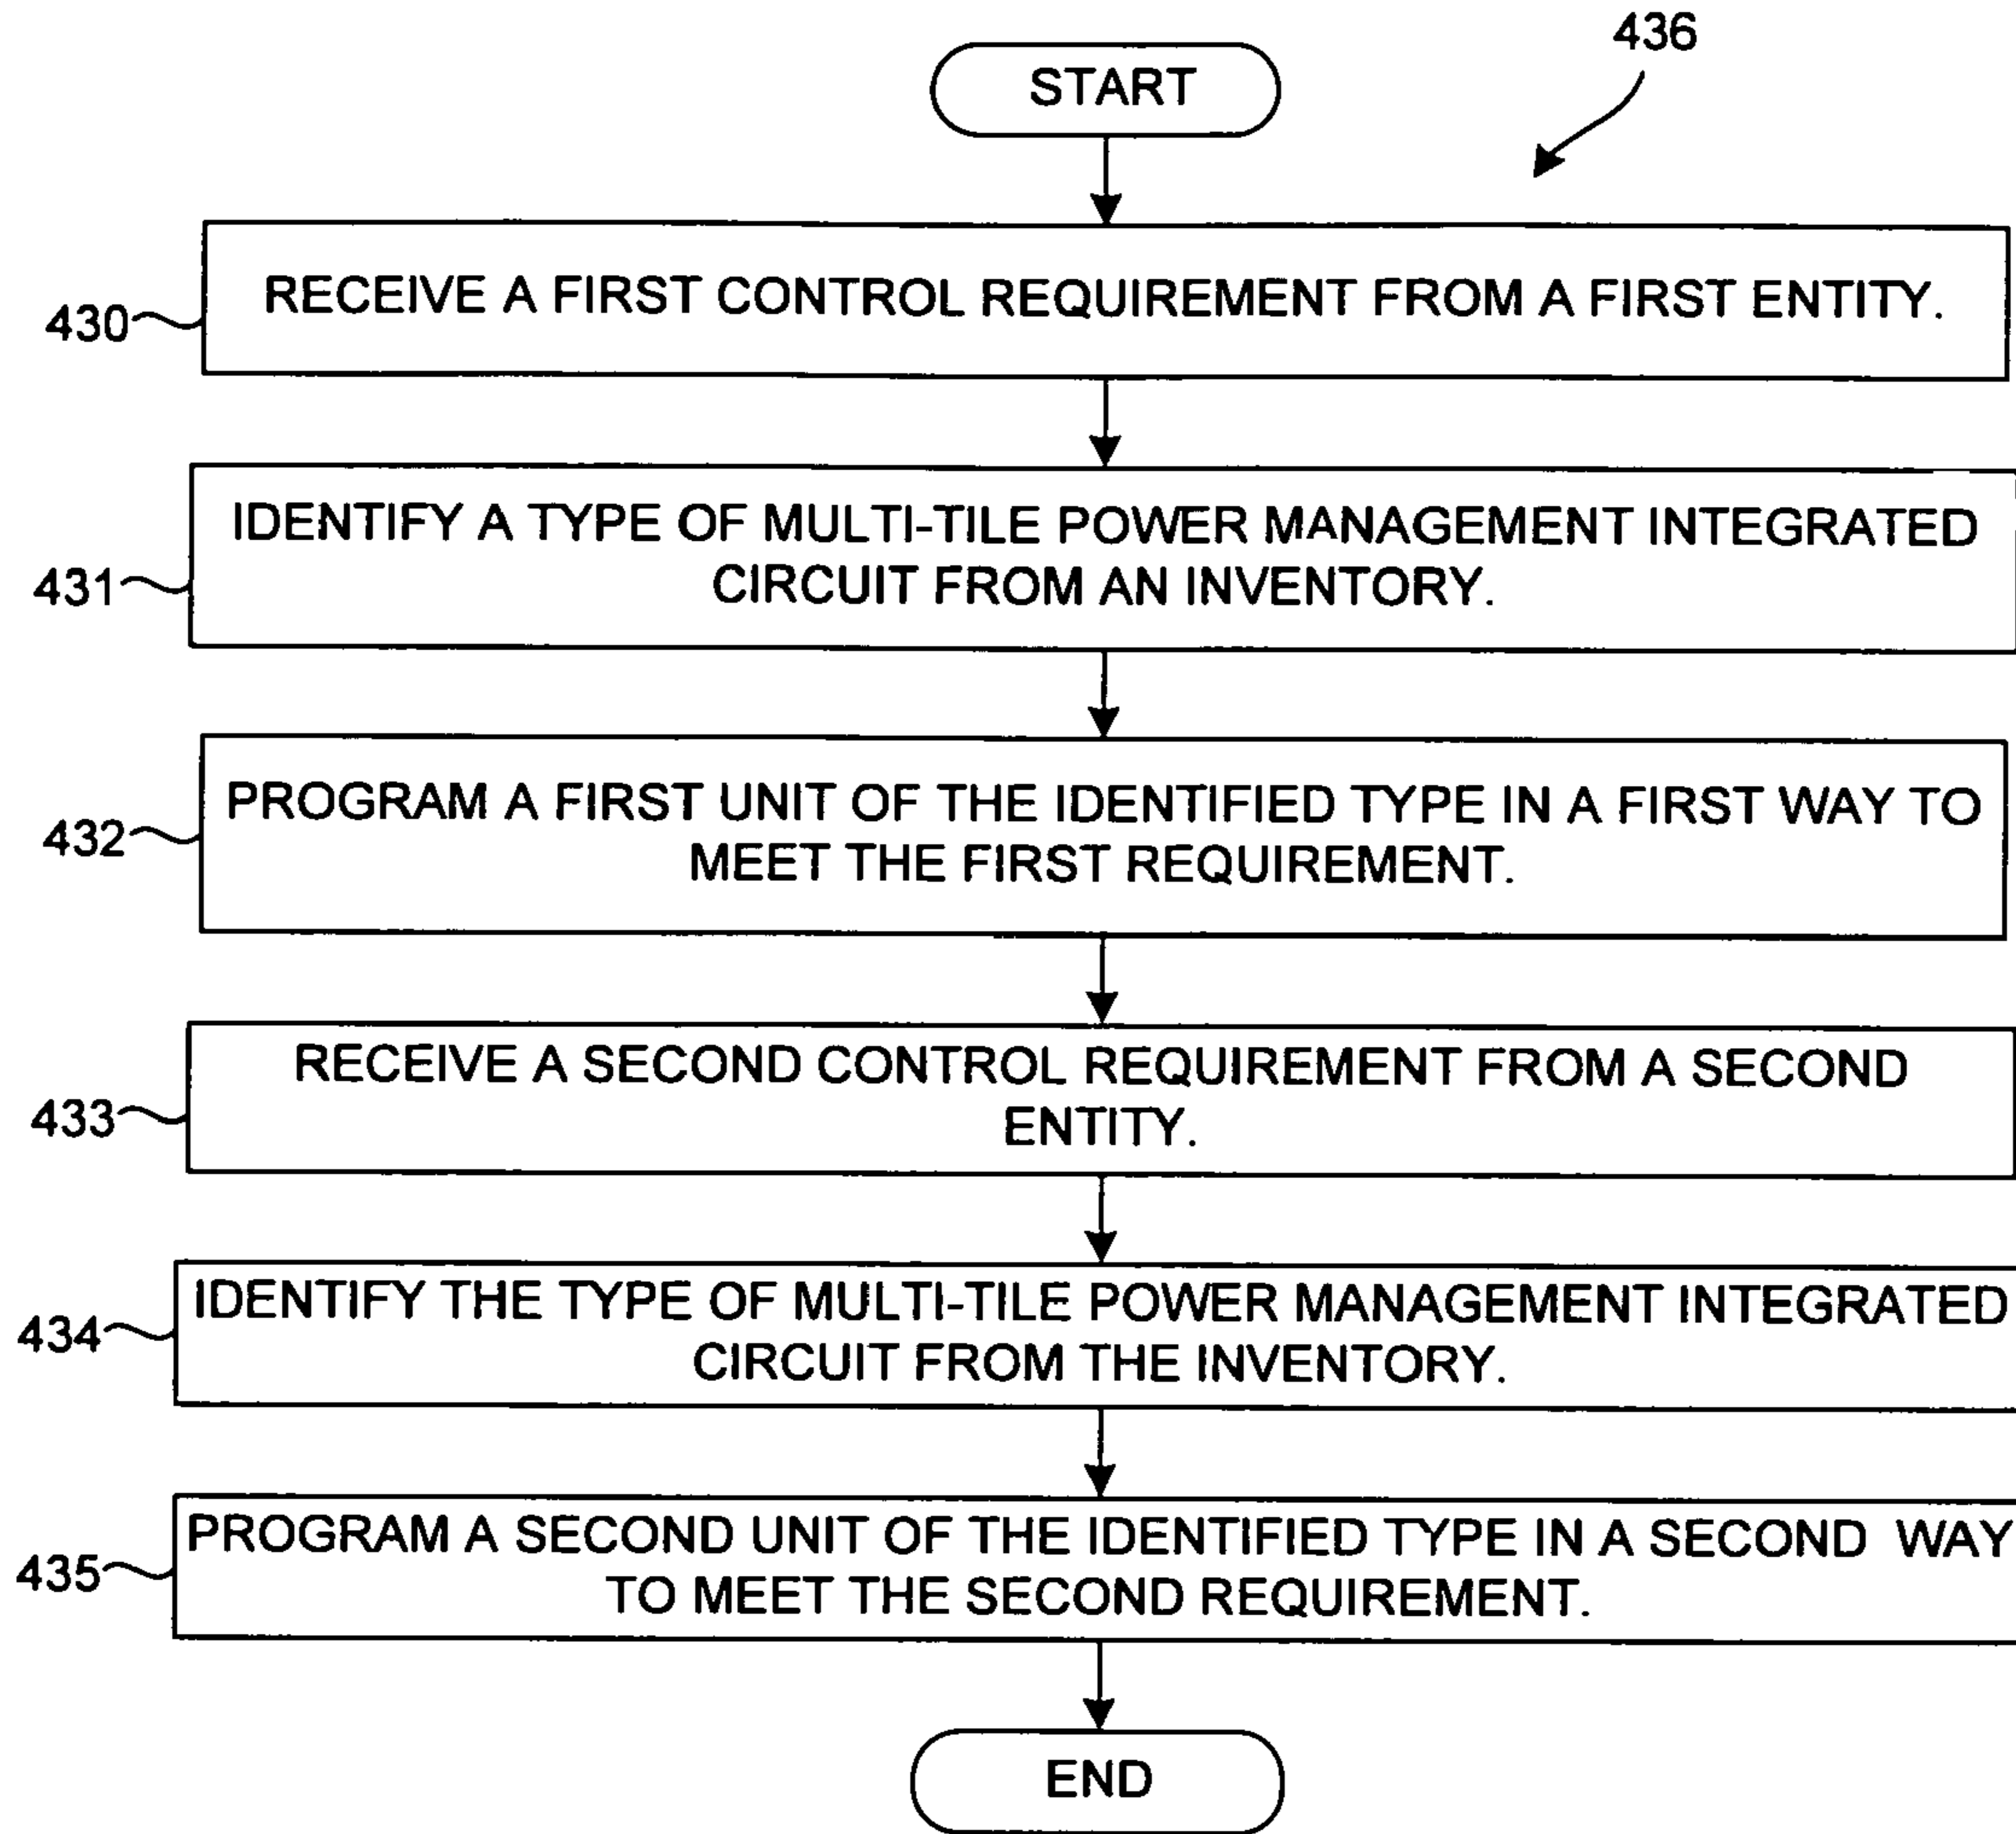 436
START
430
RECEIVE A FIRST CONTROL REQUIREMENT FROM A FIRST ENTITY.
431
IDENTIFY A TYPE OF MULTI-TILE POWER MANAGEMENT INTEGRATED
CIRCUIT FROM AN INVENTORY.
432
PROGRAM A FIRST UNIT OF THE IDENTIFIED TYPE IN A FIRST WAY TO
MEET THE FIRST REQUIREMENT.
433
RECEIVE A SECOND CONTROL REQUIREMENT FROM A SECOND
ENTITY.
434
IDENTIFY THE TYPE OF MULTI-TILE POWER MANAGEMENT INTEGRATED
CIRCUIT FROM THE INVENTORY.
435
PROGRAM A SECOND UNIT OF THE IDENTIFIED TYPE IN A SECOND WAY
TO MEET THE SECOND REQUIREMENT.
END